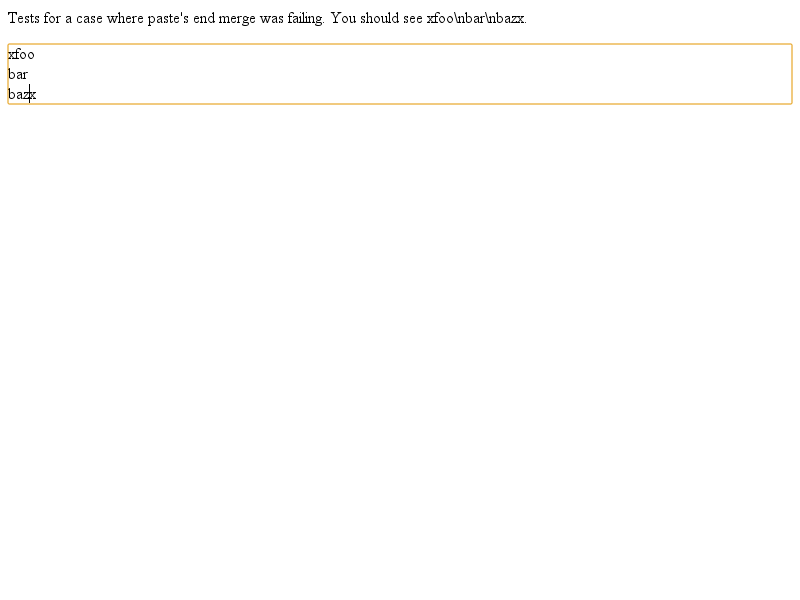 Tests for a case where paste's end merge was failing. You should see xfoo\nbar\nbazx.
xfoo
bar
bazx